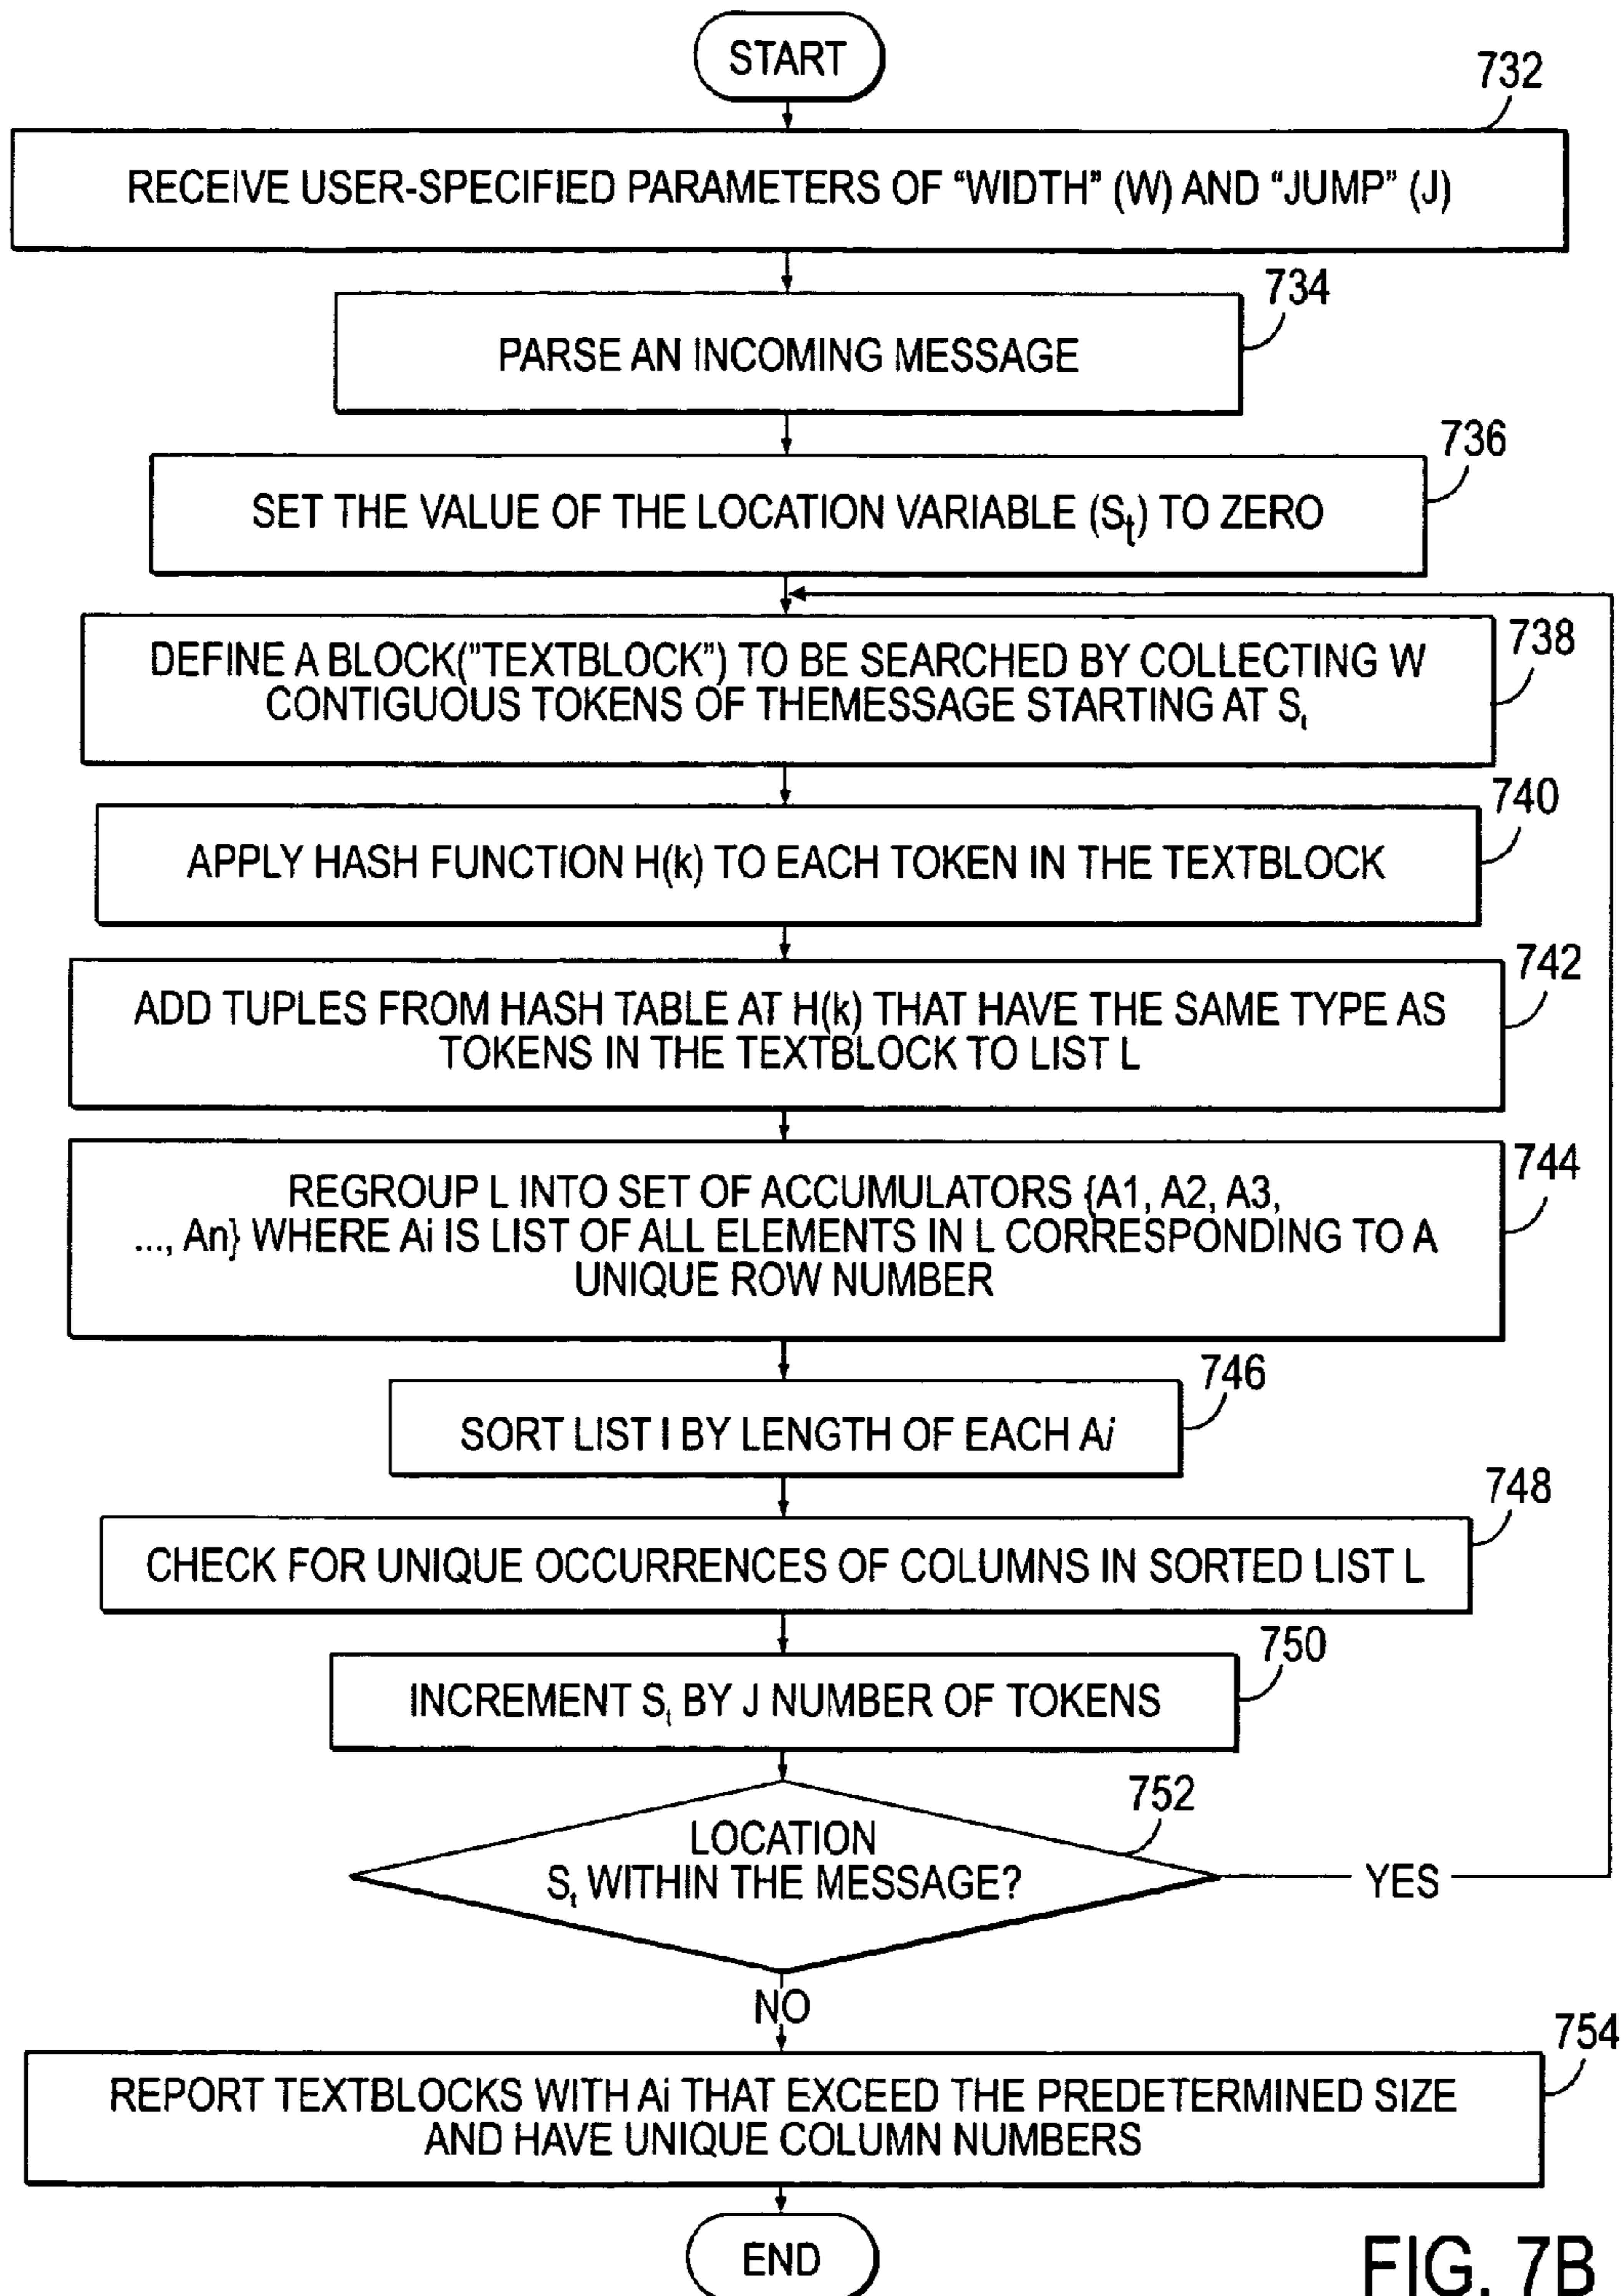 START
732
RECEIVE USER-SPECIFIED PARAMETERS OF “WIDTH” (W) AND “JUMP” (J)
734
PARSE AN INCOMING MESSAGE
736
SET THE VALUE OF THE LOCATION VARIABLE (St) TO ZERO
738
DEFINE A BLOCK("TEXTBLOCK”) TO BE SEARCHED BY COLLECTING W
CONTIGUOUS TOKENS OF THEMESSAGE STARTING AT St
740
APPLY HASH FUNCTION H(k) TO EACH TOKEN IN THE TEXTBLOCK
742
ADD TUPLES FROM HASH TABLE AT H(k) THAT HAVE THE SAME TYPE AS
TOKENS IN THE TEXTBLOCK TO LIST L
744
REGROUP L INTO SET OF ACCUMULATORS {A1, A2, A3,
..., An} WHERE Ai IS LIST OF ALL ELEMENTS IN L CORRESPONDING TO A
UNIQUE ROW NUMBER
746
SORT LIST I BY LENGTH OF EACH Ai
748
CHECK FOR UNIQUE OCCURRENCES OF COLUMNS IN SORTED LIST L
750
INCREMENT St BY J NUMBER OF TOKENS
752
LOCATION
St WITHIN THE MESSAGE?
YES
NO
754
REPORT TEXTBLOCKS WITH Ai THAT EXCEED THE PREDETERMINED SIZE
AND HAVE UNIQUE COLUMN NUMBERS
END
FIG. 7B